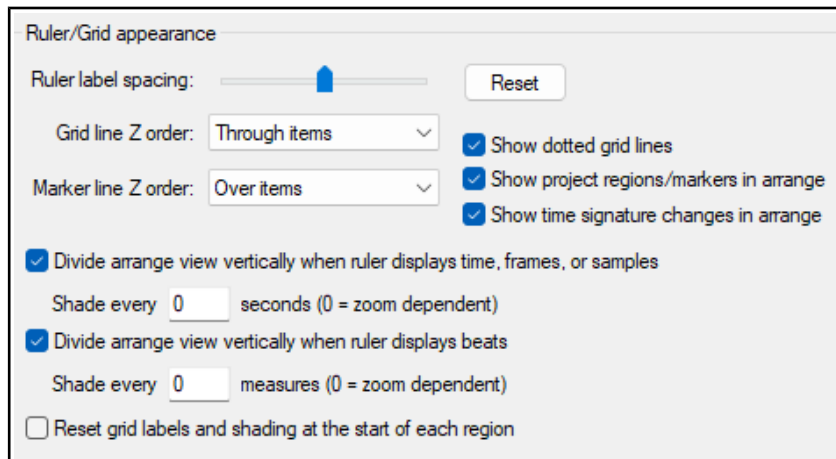 Ruler/Grid appearance
Ruler label spacing: Reset
Grid line Z order: Through items
Show dotted grid lines
Marker line Z order: Over items
Show project regions/markers in arrange
Show time signature changes in arrange
Divide arrange view vertically when ruler displays time, frames, or samples
Shade every 0 seconds (0 = zoom dependent)
Divide arrange view vertically when ruler displays beats
Shade every 0 measures (0 = zoom dependent)
Reset grid labels and shading at the start of each region